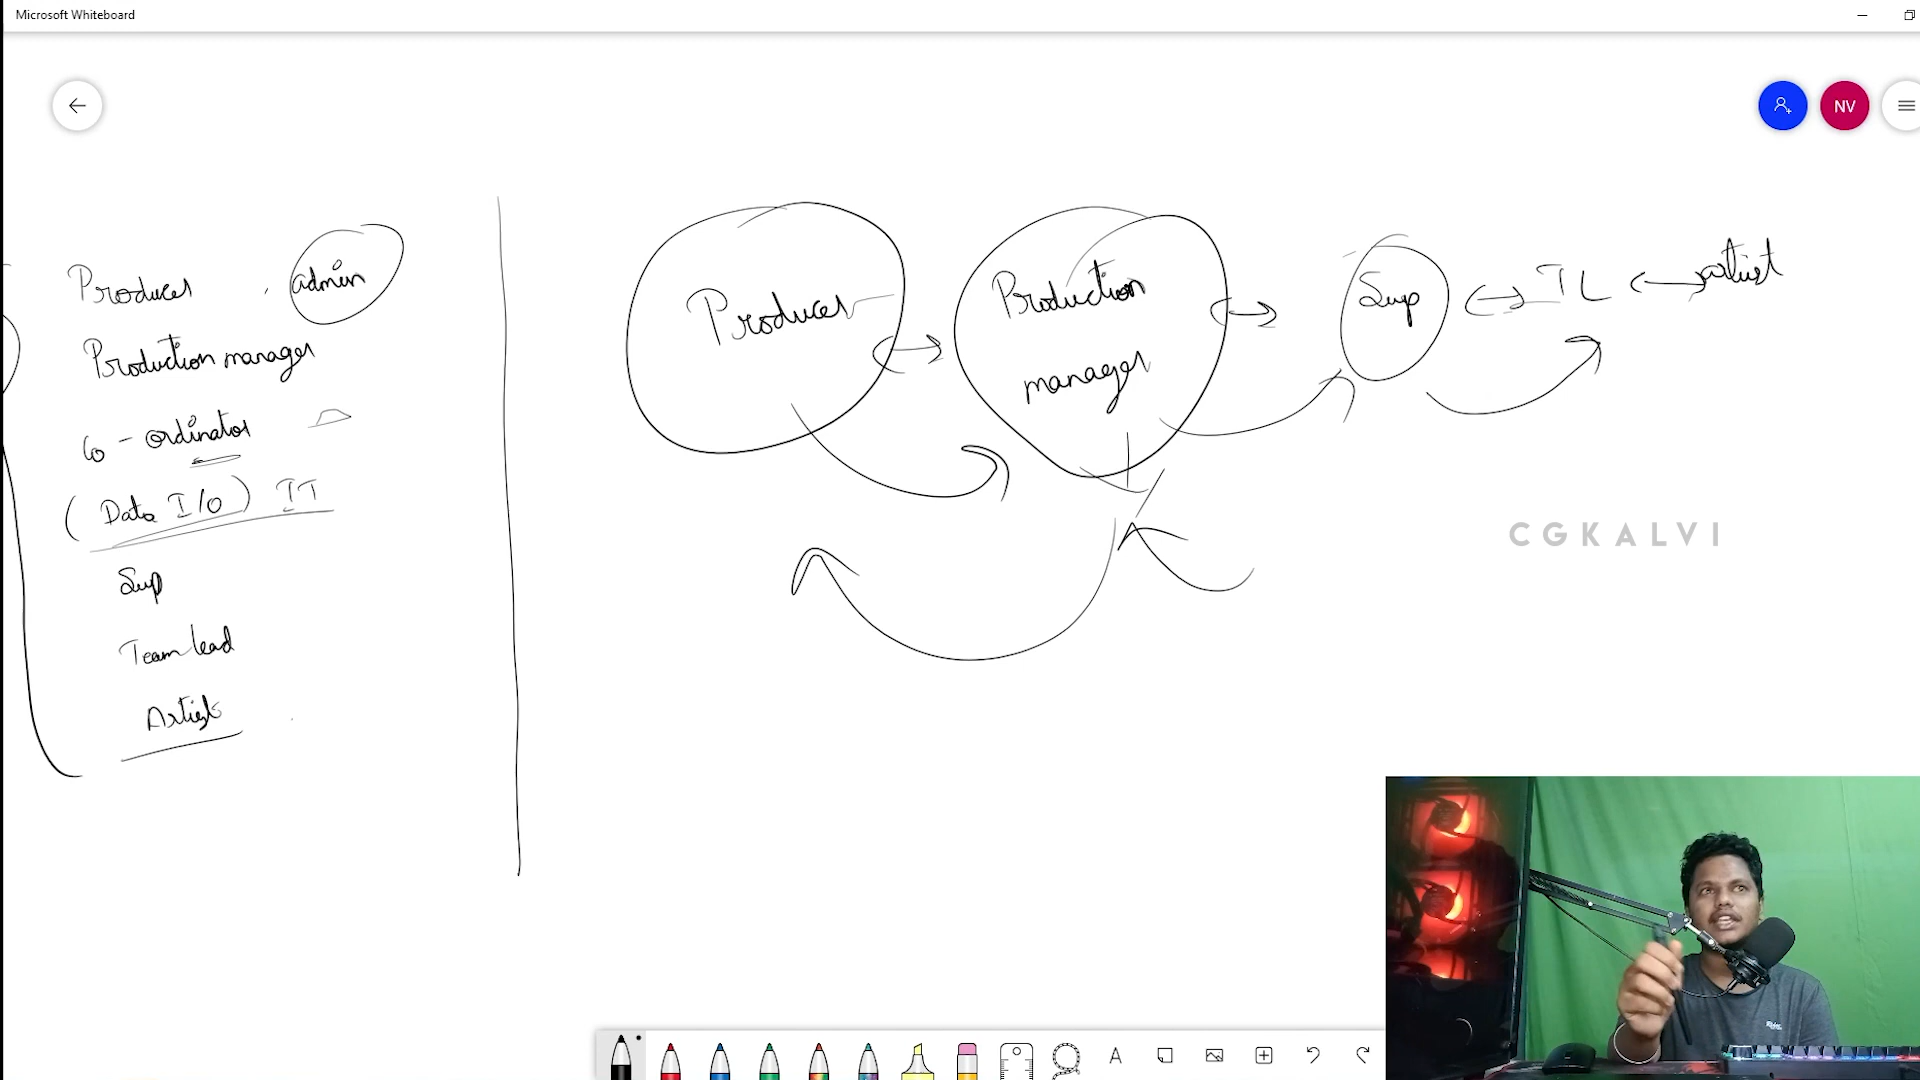 Microsoft Whiteboard
NV
Producer , admin
Production manager
Co-ordinator
(Data I/O) IT
Sup
Team lead
Artist
Producer
Production
manager
Sup
TL
artist
CGKALVI
A